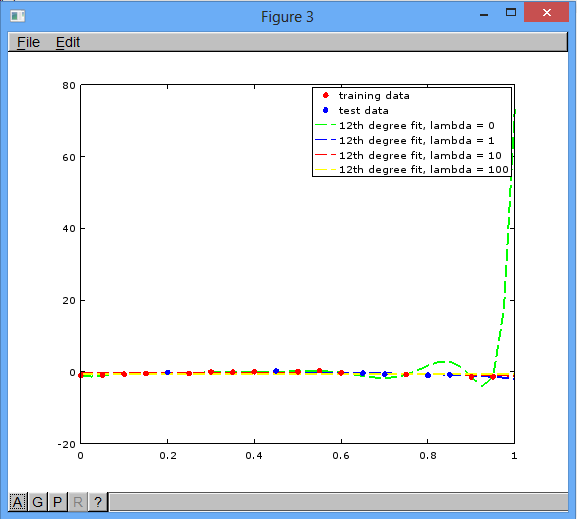 Figure 3
File Edit
80
60
40
20
0
-20
training data
test data
12th degree fit, lambda = 0
12th degree fit, lambda = 1
12th degree fit, lambda = 10
12th degree fit, lambda = 100
0 0.2 0.4 0.6 0.8 1
A G P R ?